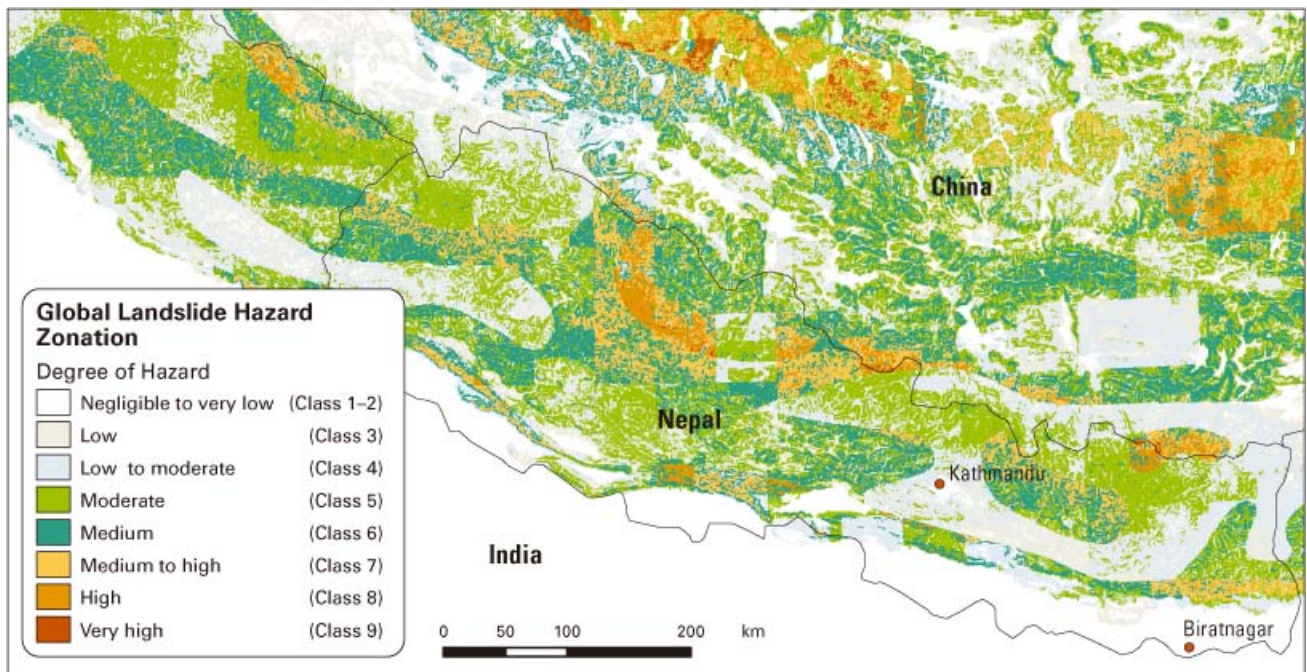 China
Global Landslide Hazard
Zonation
Degree of Hazard
Negligible to very low (Class 1–2)
Low (Class 3)
Low to moderate (Class 4)
Moderate (Class 5)
Medium (Class 6)
Medium to high (Class 7)
High (Class 8)
Very high (Class 9)
Nepal
Kathmandu
India
0 50 100 200 km
Biratnagar